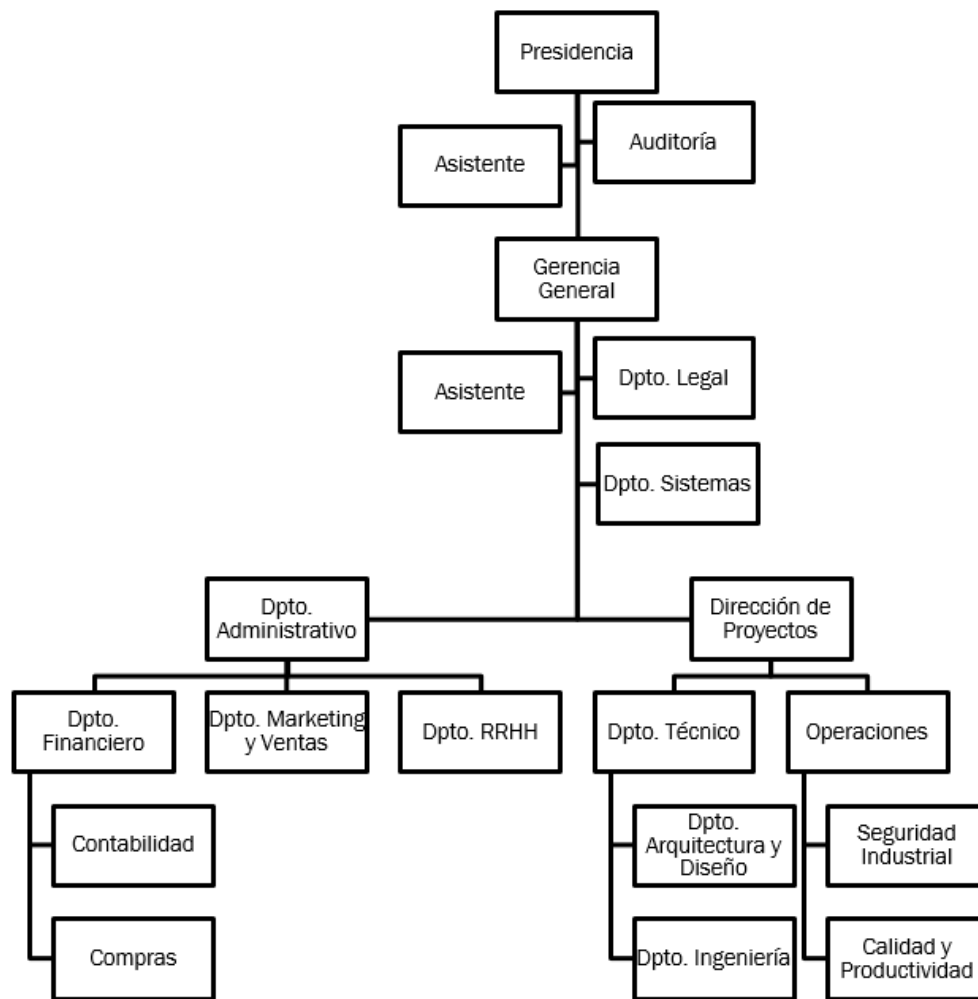 Presidencia
Auditoría
Asistente
Gerencia
General
Dpto. Legal
Asistente
Dpto. Sistemas
Dpto.
Administrativo
Dirección de
Proyectos
Dpto.
Financiero
Dpto. Marketing
y Ventas
Dpto. RRHH
Dpto. Técnico
Operaciones
Contabilidad
Dpto.
Arquitectura y
Diseño
Seguridad
Industrial
Compras
Dpto. Ingeniería
Calidad y
Productividad